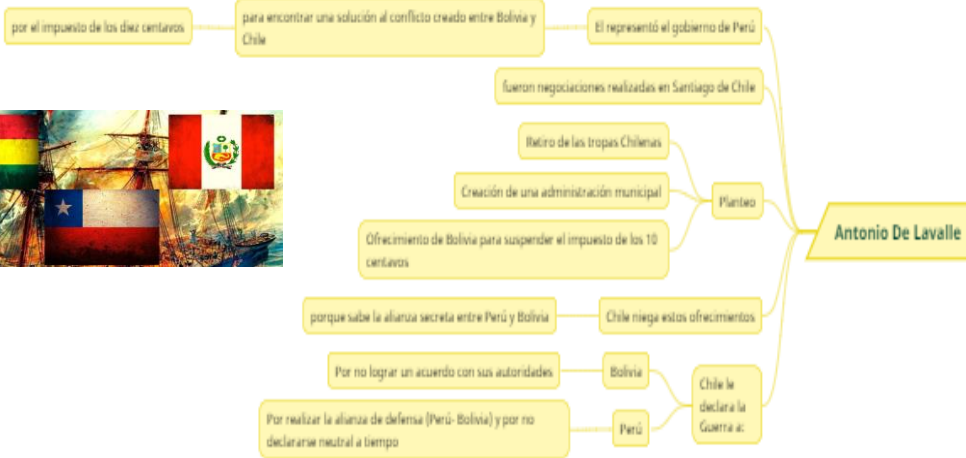 Antonio De Lavalle
El representó el gobierno de Perú
para encontrar una solución al conflicto creado entre Bolivia y
Chile
por el impuesto de los diez centavos
fueron negociaciones realizadas en Santiago de Chile
Planteo
Retiro de las tropas Chilenas
Creación de una administración municipal
Ofrecimiento de Bolivia para suspender el impuesto de los 10
centavos
Chile niega estos ofrecimientos
porque sabe la alianza secreta entre Perú y Bolivia
Chile le
declara la
Guerra a:
Bolivia
Por no lograr un acuerdo con sus autoridades
Perú
Por realizar la alianza de defensa (Perú- Bolivia) y por no
declararse neutral a tiempo